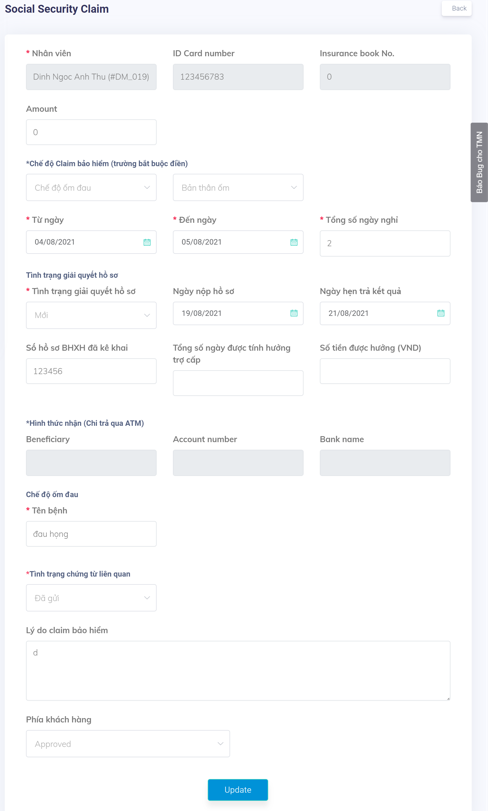 Social Security Claim
Back
* Nhân viên
ID Card number
Insurance book No.
Dinh Ngoc Anh Thu (#DM_019)
123456783
0
Amount
0
Báo Bug cho TMN
*Chế độ Claim bảo hiểm (trường bắt buộc điền)
Chế độ ốm đau
Bản thân ốm
* Từ ngày
* Đến ngày
* Tổng số ngày nghỉ
04/08/2021
05/08/2021
2
Tình trạng giải quyết hồ sơ
* Tình trạng giải quyết hồ sơ
Ngày nộp hồ sơ
Ngày hẹn trả kết quả
Mới
19/08/2021
21/08/2021
Số hồ sơ BHXH đã kê khai
Tổng số ngày được tính hưởng
trợ cấp
Số tiền được hưởng (VND)
123456
*Hình thức nhận (Chi trả qua ATM)
Beneficiary
Account number
Bank name
Chế độ ốm đau
* Tên bệnh
đau họng
*Tình trạng chứng từ liên quan
Đã gửi
Lý do claim bảo hiểm
d
Phía khách hàng
Approved
Update